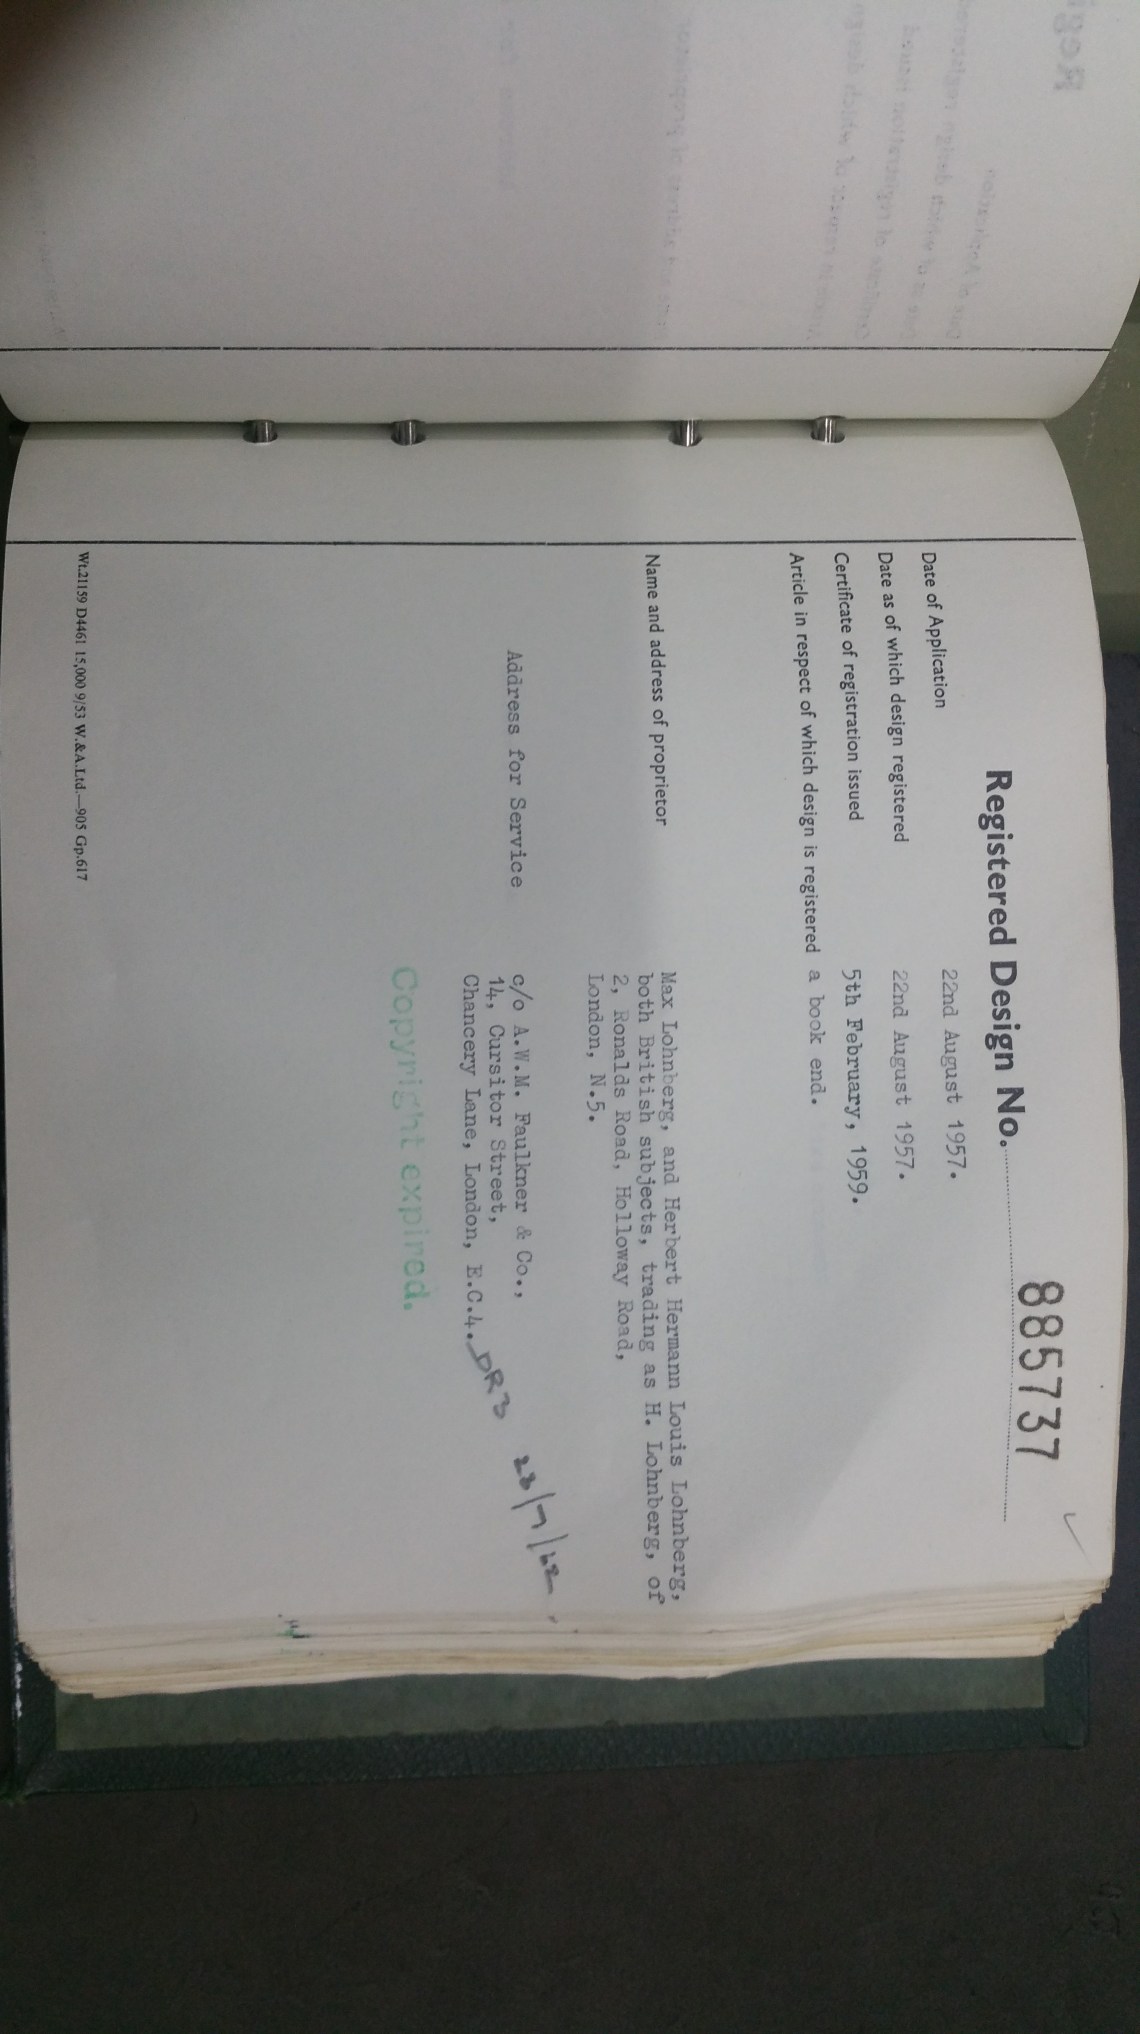 Registered Design No. 885737
Date of Application 22nd August 1957.
Date as of which design registered 22nd August 1957.
Certificate of registration issued 5th February, 1959.
Article in respect of which design is registered a book end.
Name and address of proprietor Max Lohnberg, and Herbert Hermann Louis Lohnberg,
both British subjects, trading as H. Lohnberg, of
2, Ronalds Road, Holloway Road,
London, N.5.
Address for Service c/o A.W.M. Faulkner & Co.,
14, Cursitor Street,
Chancery Lane, London, E.C.4.
Copyright expired.
Wt.21159 D4461 15,000 9/53 W.&A.Ltd.—905 Gp.617